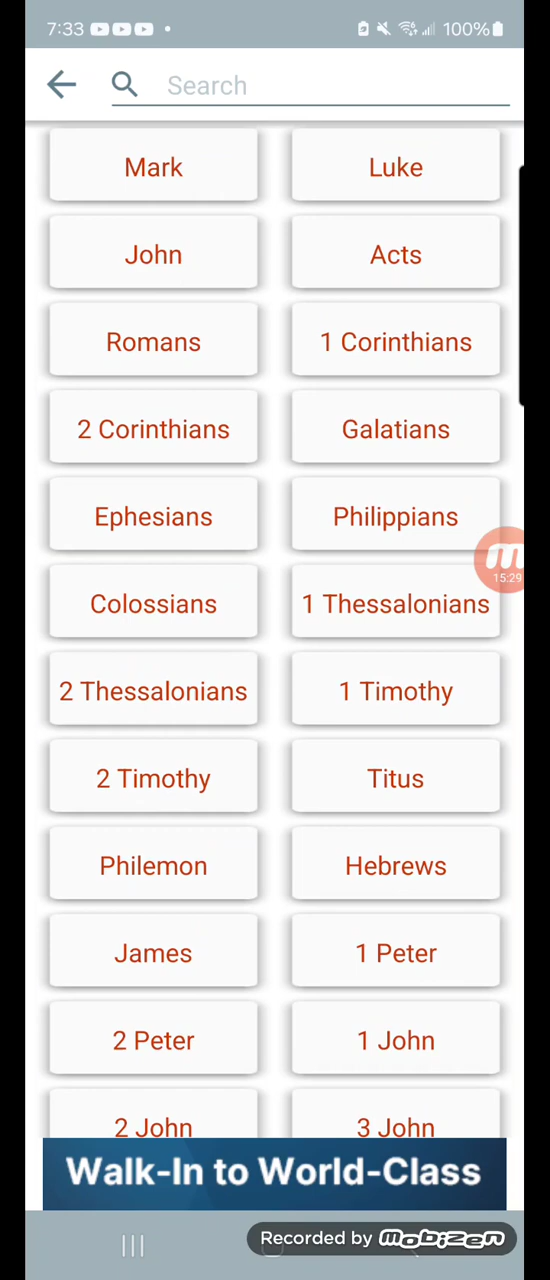 7:33 100%
Search
Mark Luke
John Acts
Romans 1 Corinthians
2 Corinthians Galatians
Ephesians Philippians
Colossians 1 Thessalonians
2 Thessalonians 1 Timothy
2 Timothy Titus
Philemon Hebrews
James 1 Peter
2 Peter 1 John
2 John 3 John
15:29
Walk-In to World-Class
Recorded by mobizen